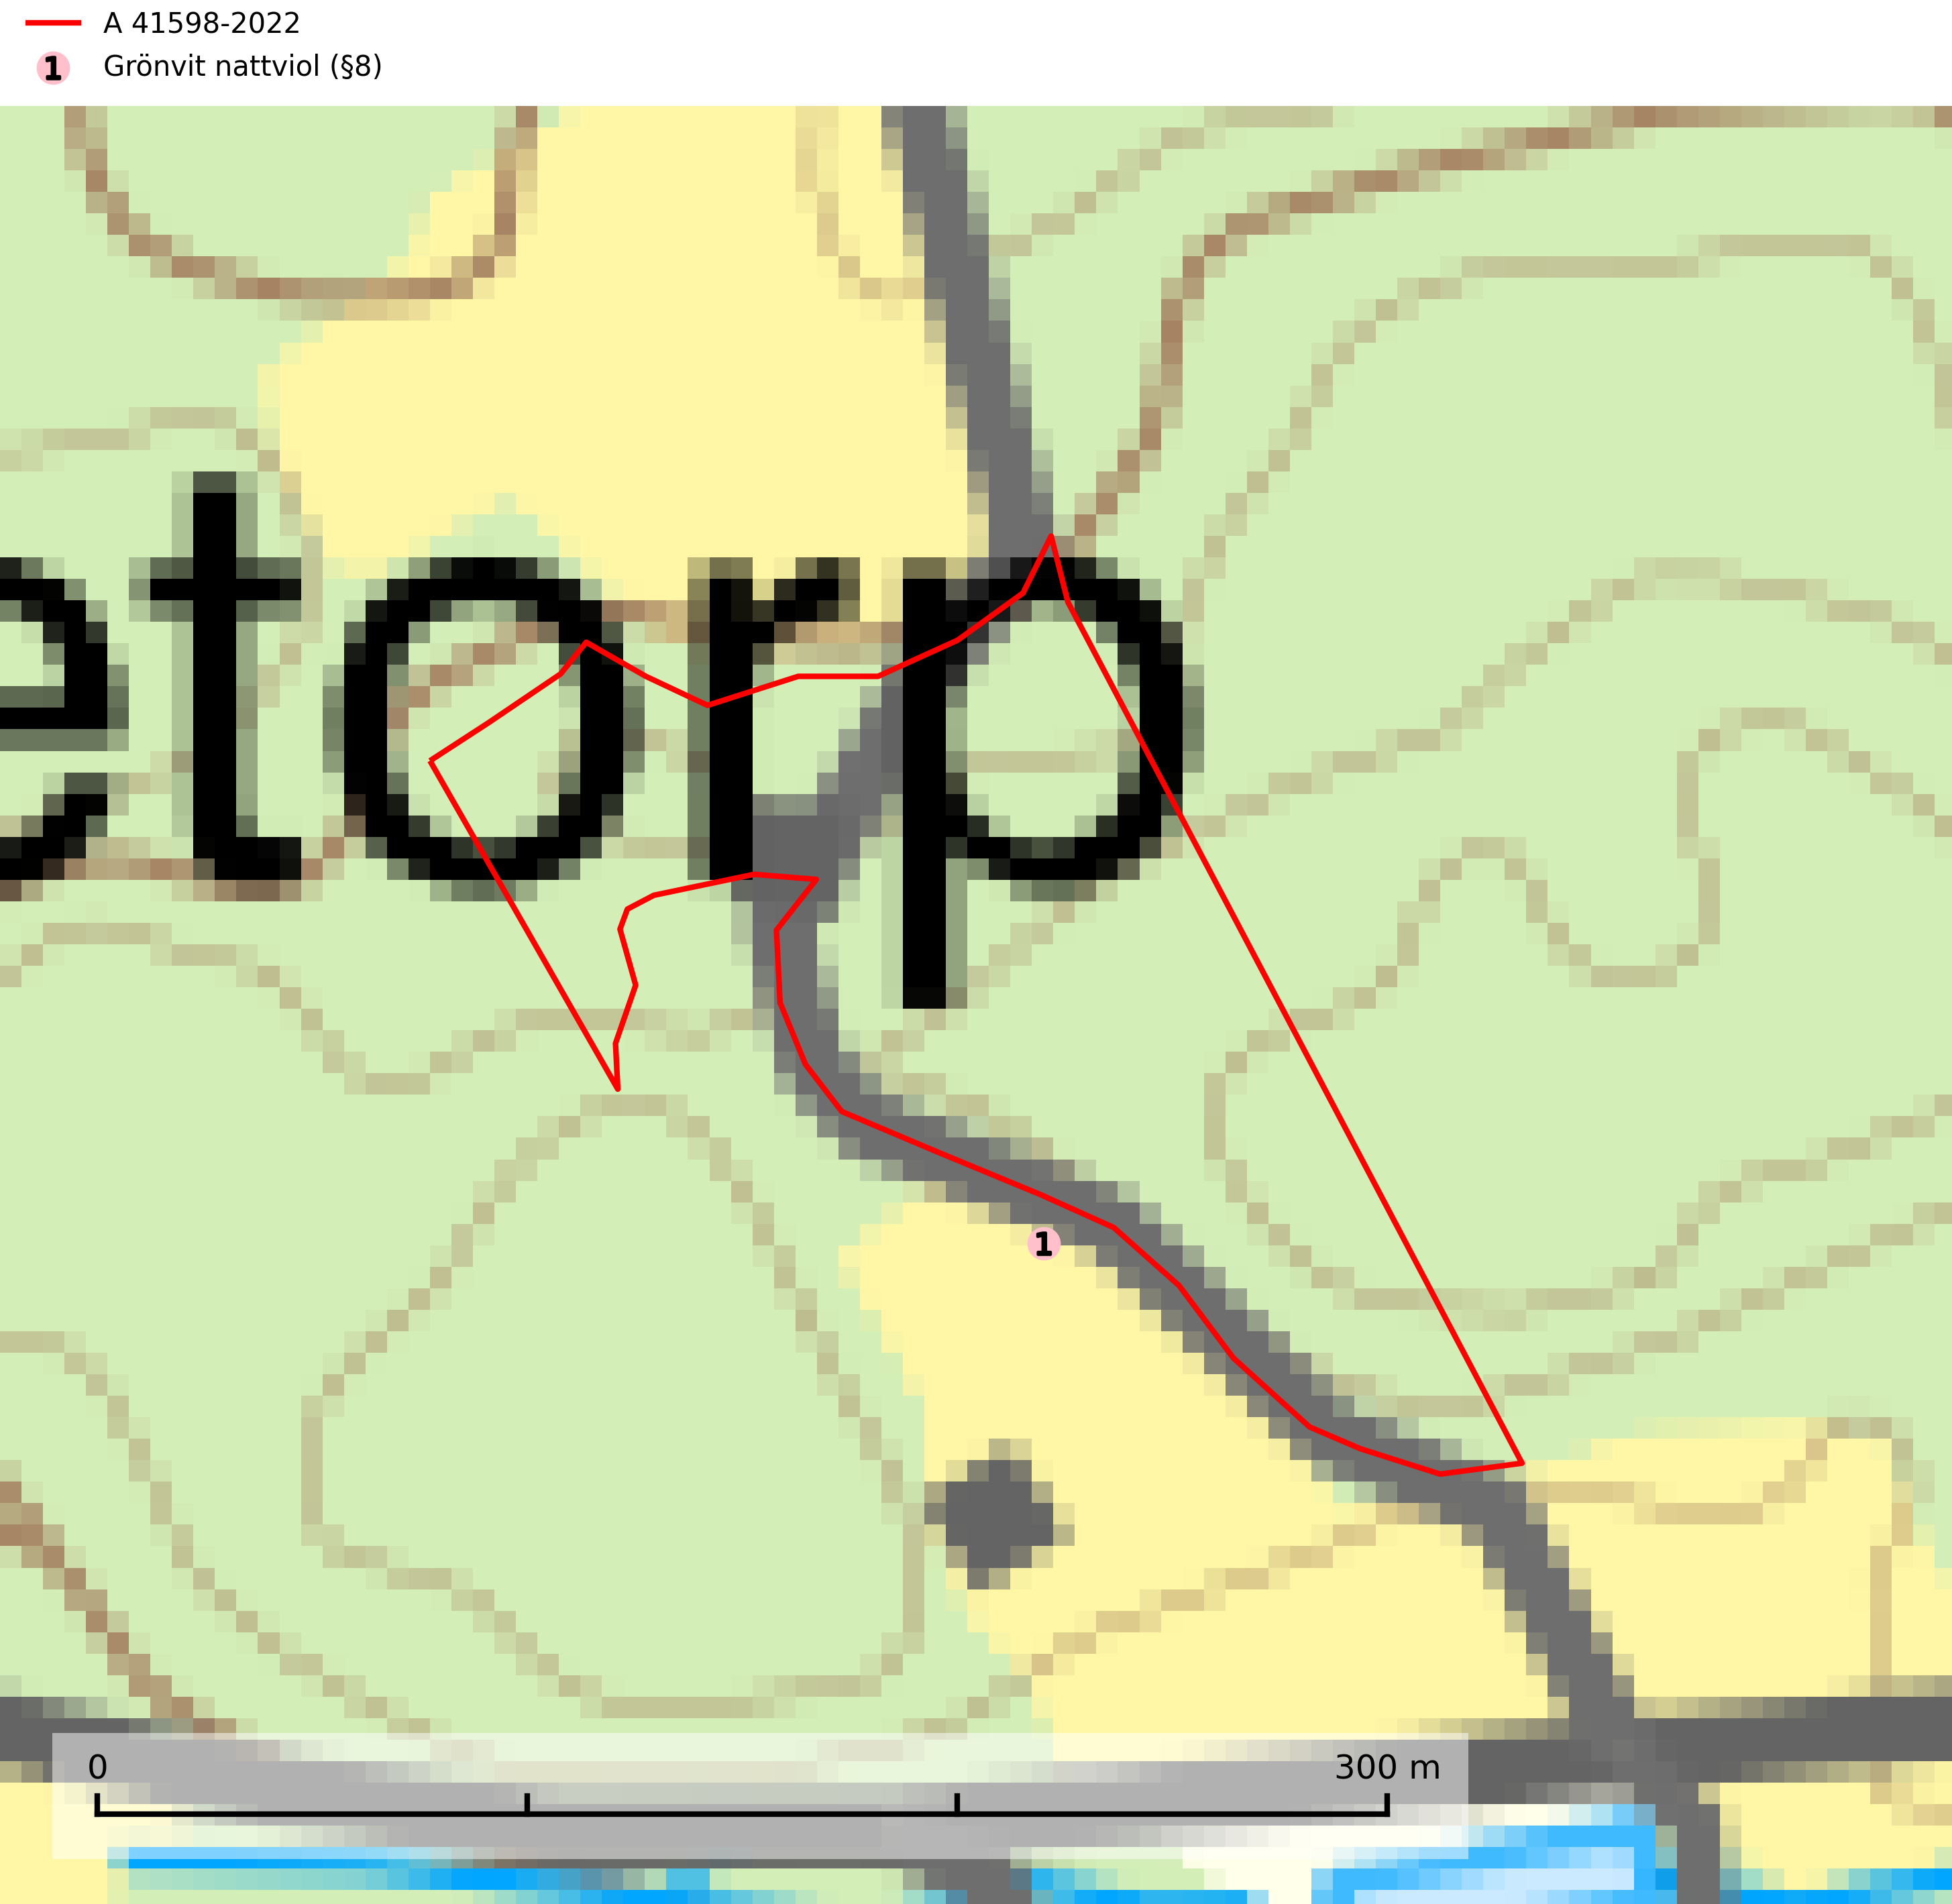 A 41598-2022
1 Grönvit nattviol (§8)
etorp
1
0 300 m